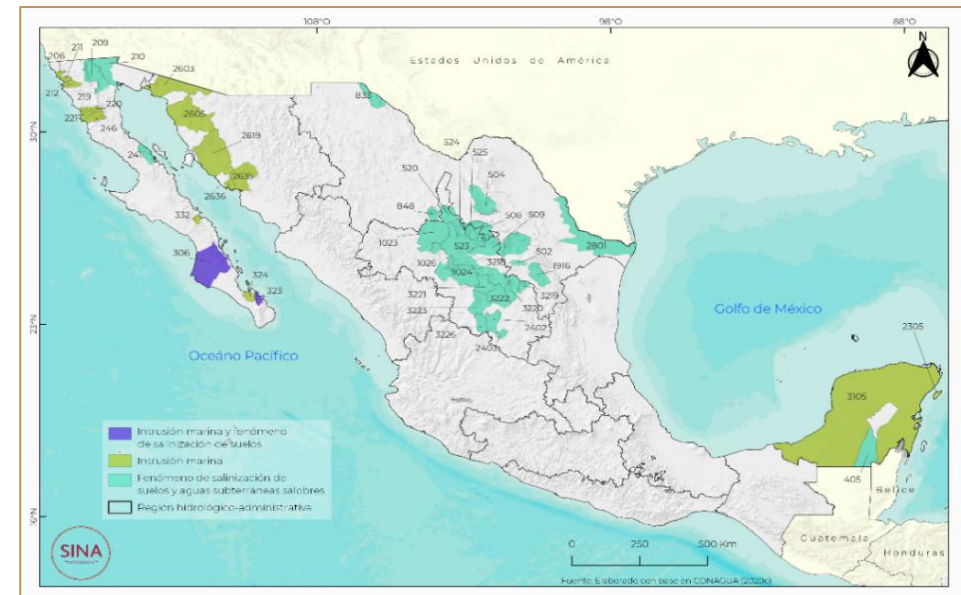 108°O
98°O
88°O
N
Estados Unidos de América
206
211
209
210
2603
212
219
220
221
246
2605
2619
2635
2636
833
524
525
520
504
848
506
509
1023
523
3218
502
2801
1026
1024
1916
3221
3222
3219
3223
3220
2402
3226
2403
332
306
324
323
30°N
23°N
16°N
Golfo de México
Oceáno Pacífico
2305
3105
405
Belice
Guatemala
Honduras
Intrusión marina y fenómeno
de salinización de suelos
Intrusión marina
Fenómeno de salinización de
suelos y aguas subterráneas salobres
Región hidrológico-administrativa
SINA
0 250 500 Km
Fuente: Elaborado con base en CONAGUA (2020c)